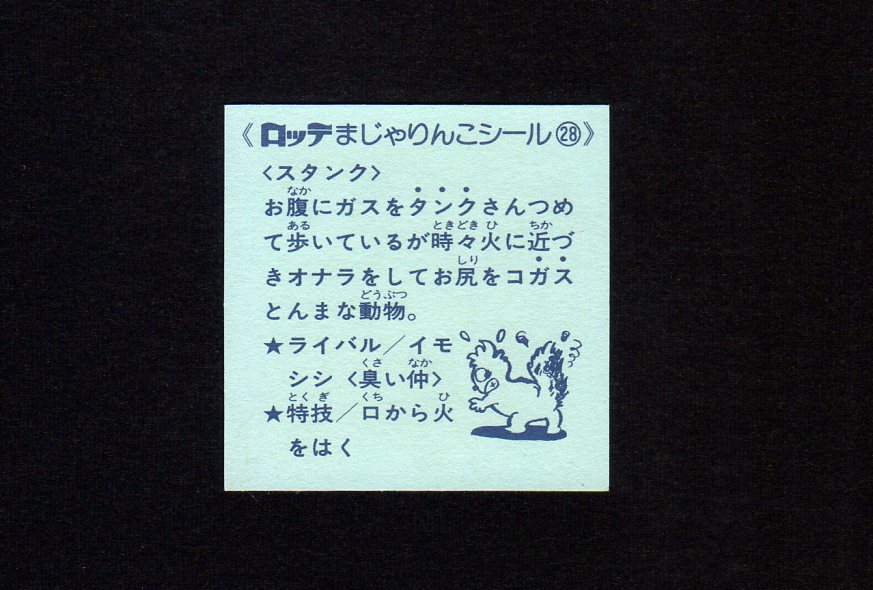 《ロッテまじゃりんこシール㉘》
〈スタンク〉
お腹にガスをタンクさんつめ
て歩いているが時々火に近づ
きオナラをしてお尻をコガス
とんまな動物。
★ライバル／イモ
シシ〈臭い仲〉
★特技／口から火
をはく